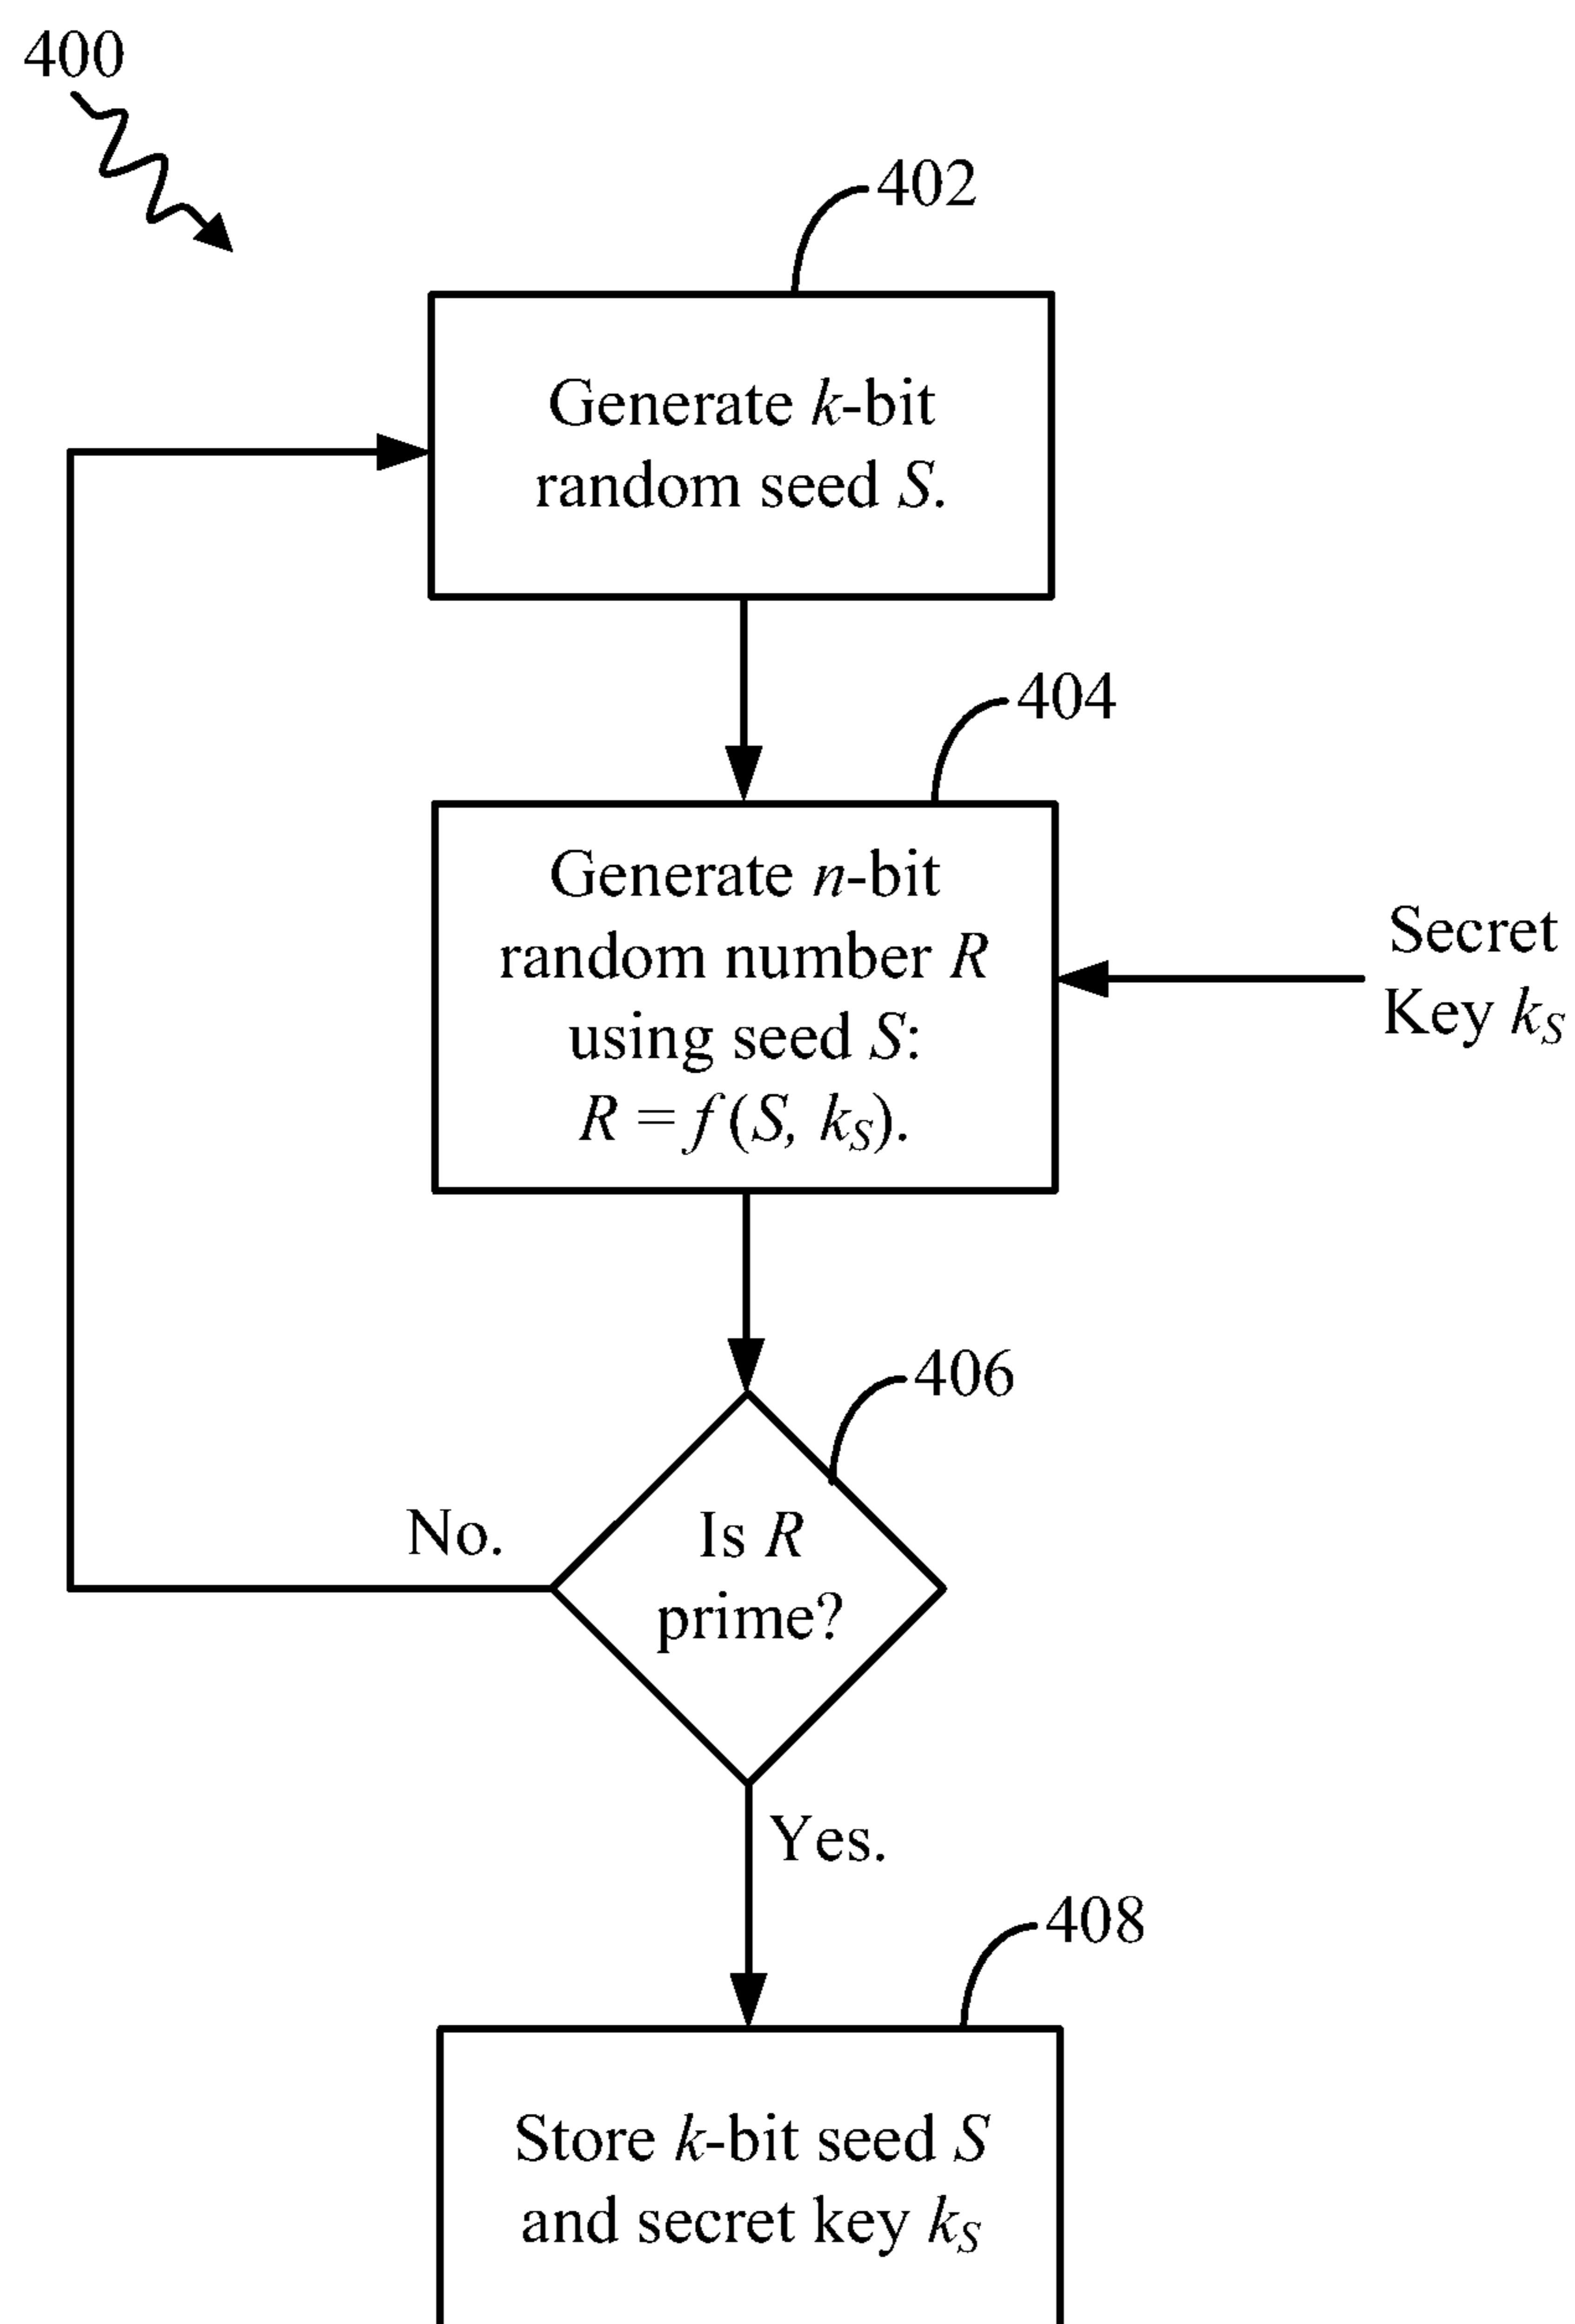 400
402
Generate k-bit
random seed S.
404
Generate n-bit
random number R
using seed S:
R = f (S, kS).
Secret
Key kS
406
Is R
prime?
No.
Yes.
408
Store k-bit seed S
and secret key kS